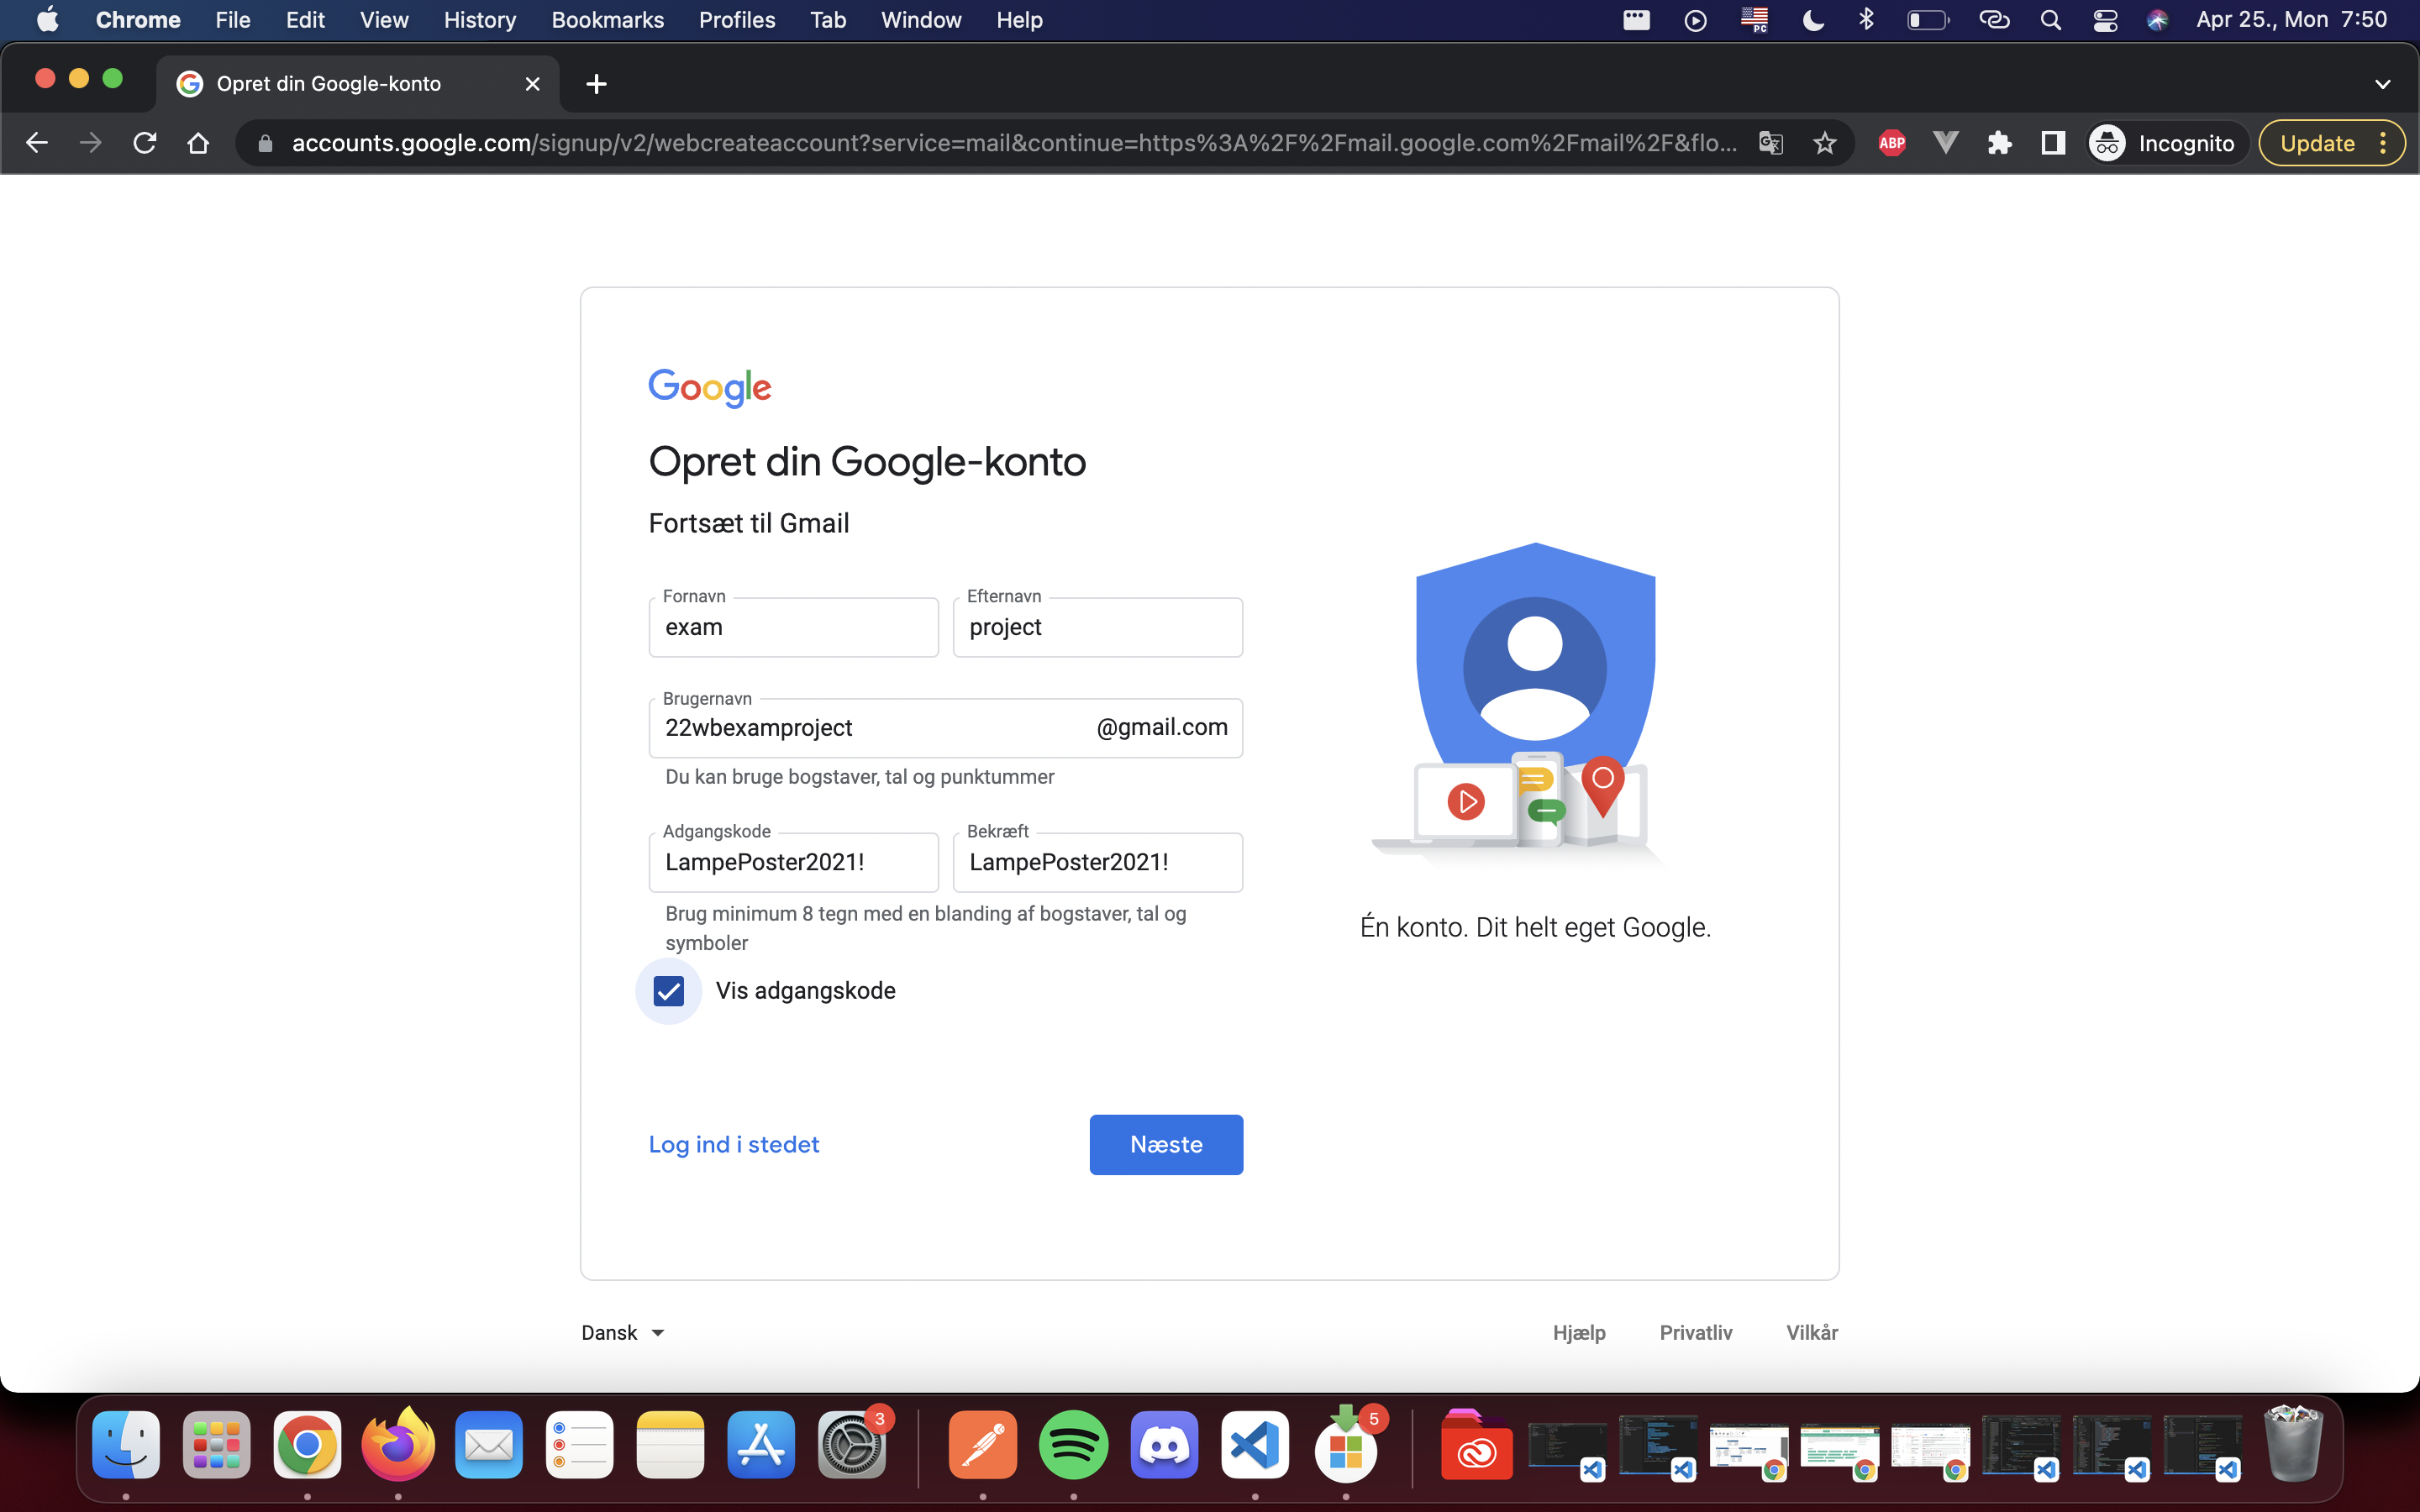 Chrome File Edit View History Bookmarks Profiles Tab Window Help PC Apr 25., Mon 7:50
Opret din Google-konto
accounts.google.com/signup/v2/webcreateaccount?service=mail&continue=https%3A%2F%2Fmail.google.com%2Fmail%2F&flo... ABP Incognito Update
Google
Opret din Google-konto
Fortsæt til Gmail
Fornavn Efternavn
exam project
Brugernavn
22wbexamproject @gmail.com
Du kan bruge bogstaver, tal og punktummer
Adgangskode Bekræft
LampePoster2021! LampePoster2021!
Brug minimum 8 tegn med en blanding af bogstaver, tal og
symboler
Vis adgangskode
Én konto. Dit helt eget Google.
Log ind i stedet Næste
Dansk Hjælp Privatliv Vilkår
3 5